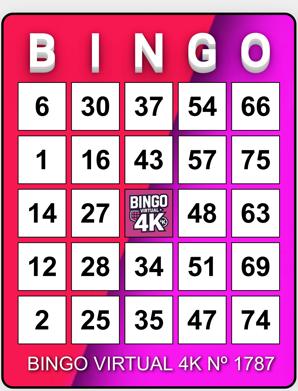 B I N G O
6 30 37 54 66
1 16 43 57 75
14 27 BINGO VIRTUAL 4K 48 63
12 28 34 51 69
2 25 35 47 74
BINGO VIRTUAL 4K Nº 1787